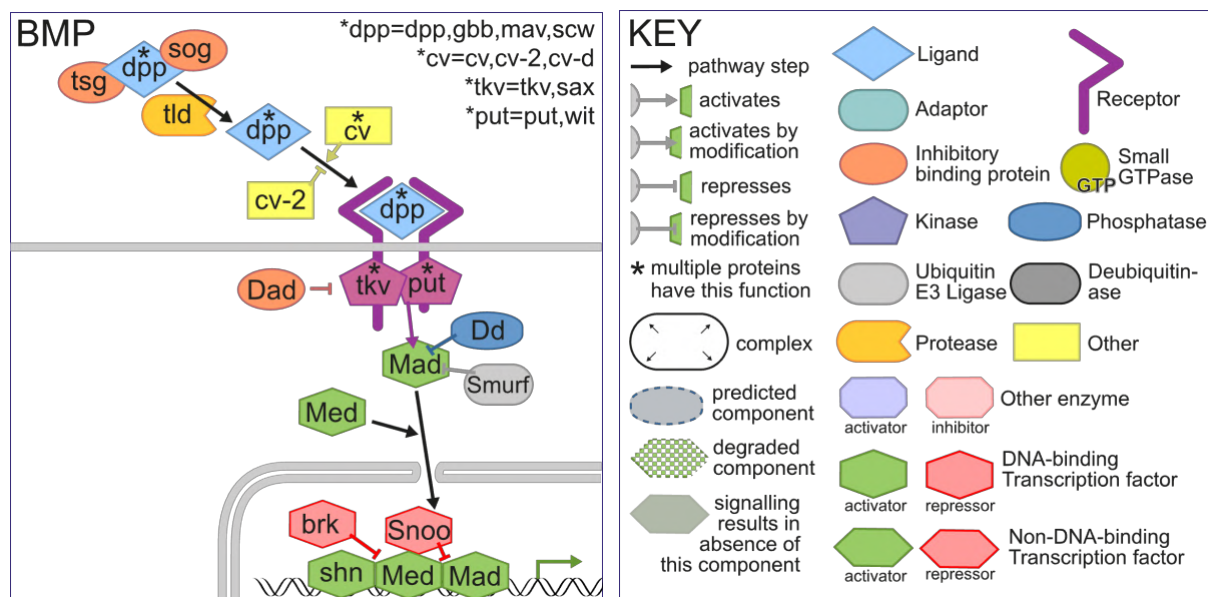 BMP
*dpp=dpp,gbb,mav,scw
*cv=cv,cv-2,cv-d
*tkv=tkv,sax
*put=put,wit
sog
*
dpp
tsg
tld
*
dpp
*
cv
cv-2
*
dpp
*
tkv
*
put
Dad
Dd
Mad
Smurf
Med
brk
Snoo
shn
Med
Mad
KEY
pathway step
activates
activates by
modification
represses
represses by
modification
* multiple proteins
have this function
complex
predicted
component
degraded
component
signalling
results in
absence of
this component
Ligand
Adaptor
Inhibitory
binding protein
Kinase
Ubiquitin
E3 Ligase
Protease
Receptor
GTP
Small
GTPase
Phosphatase
Deubiquitin-
ase
Other
Other enzyme
activator
inhibitor
DNA-binding
Transcription factor
activator
repressor
Non-DNA-binding
Transcription factor
activator
repressor